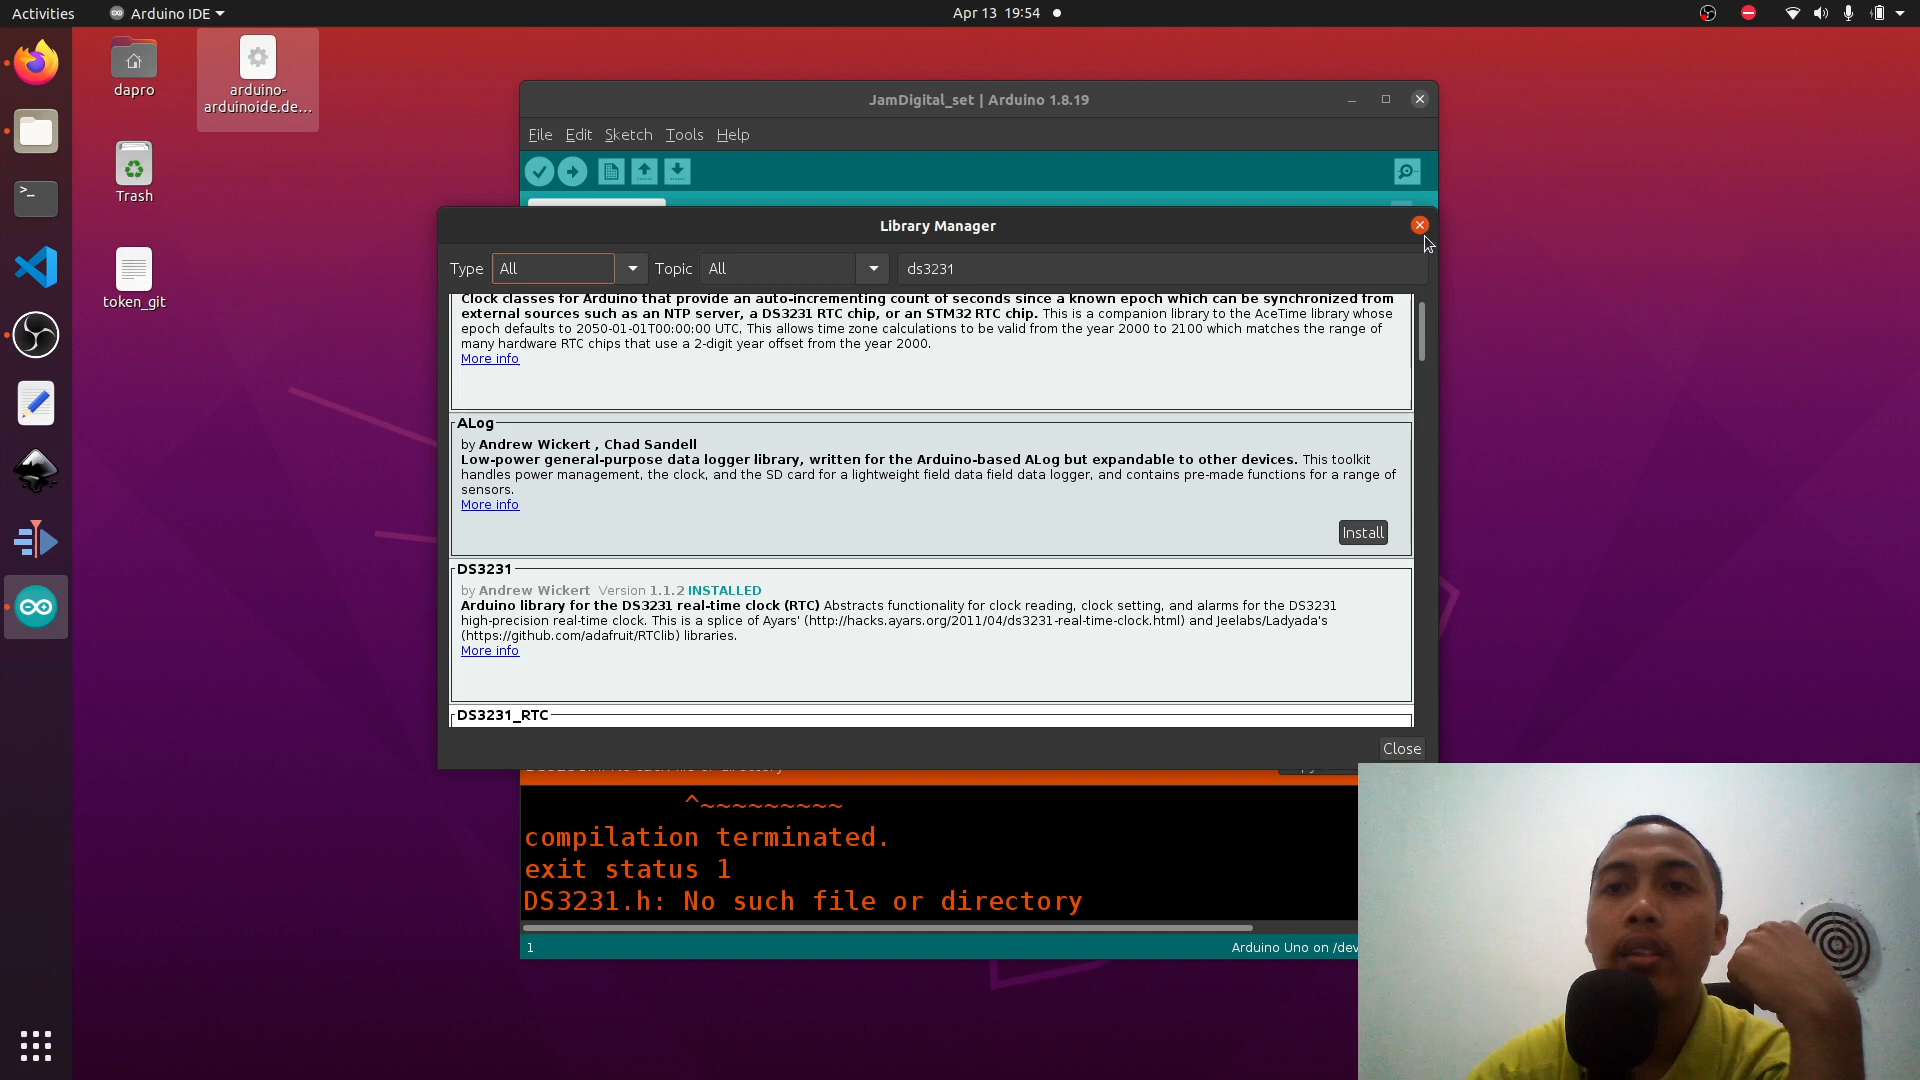 Activities
Arduino IDE
Apr 13 19:54
dapro
arduino-
arduinoide.de...
Trash
token_git
JamDigital_set | Arduino 1.8.19
File Edit Sketch Tools Help
Library Manager
Type All Topic All ds3231
Clock classes for Arduino that provide an auto-incrementing count of seconds since a known epoch which can be synchronized from
external sources such as an NTP server, a DS3231 RTC chip, or an STM32 RTC chip. This is a companion library to the AceTime library whose
epoch defaults to 2050-01-01T00:00:00 UTC. This allows time zone calculations to be valid from the year 2000 to 2100 which matches the range of
many hardware RTC chips that use a 2-digit year offset from the year 2000.
More info
ALog
by Andrew Wickert , Chad Sandell
Low-power general-purpose data logger library, written for the Arduino-based ALog but expandable to other devices. This toolkit
handles power management, the clock, and the SD card for a lightweight field data field data logger, and contains pre-made functions for a range of
sensors.
More info
Install
DS3231
by Andrew Wickert Version 1.1.2 INSTALLED
Arduino library for the DS3231 real-time clock (RTC) Abstracts functionality for clock reading, clock setting, and alarms for the DS3231
high-precision real-time clock. This is a splice of Ayars' (http://hacks.ayars.org/2011/04/ds3231-real-time-clock.html) and Jeelabs/Ladyada's
(https://github.com/adafruit/RTClib) libraries.
More info
DS3231_RTC
Close
^~~~~~~~~~
compilation terminated.
exit status 1
DS3231.h: No such file or directory
1
Arduino Uno on /dev